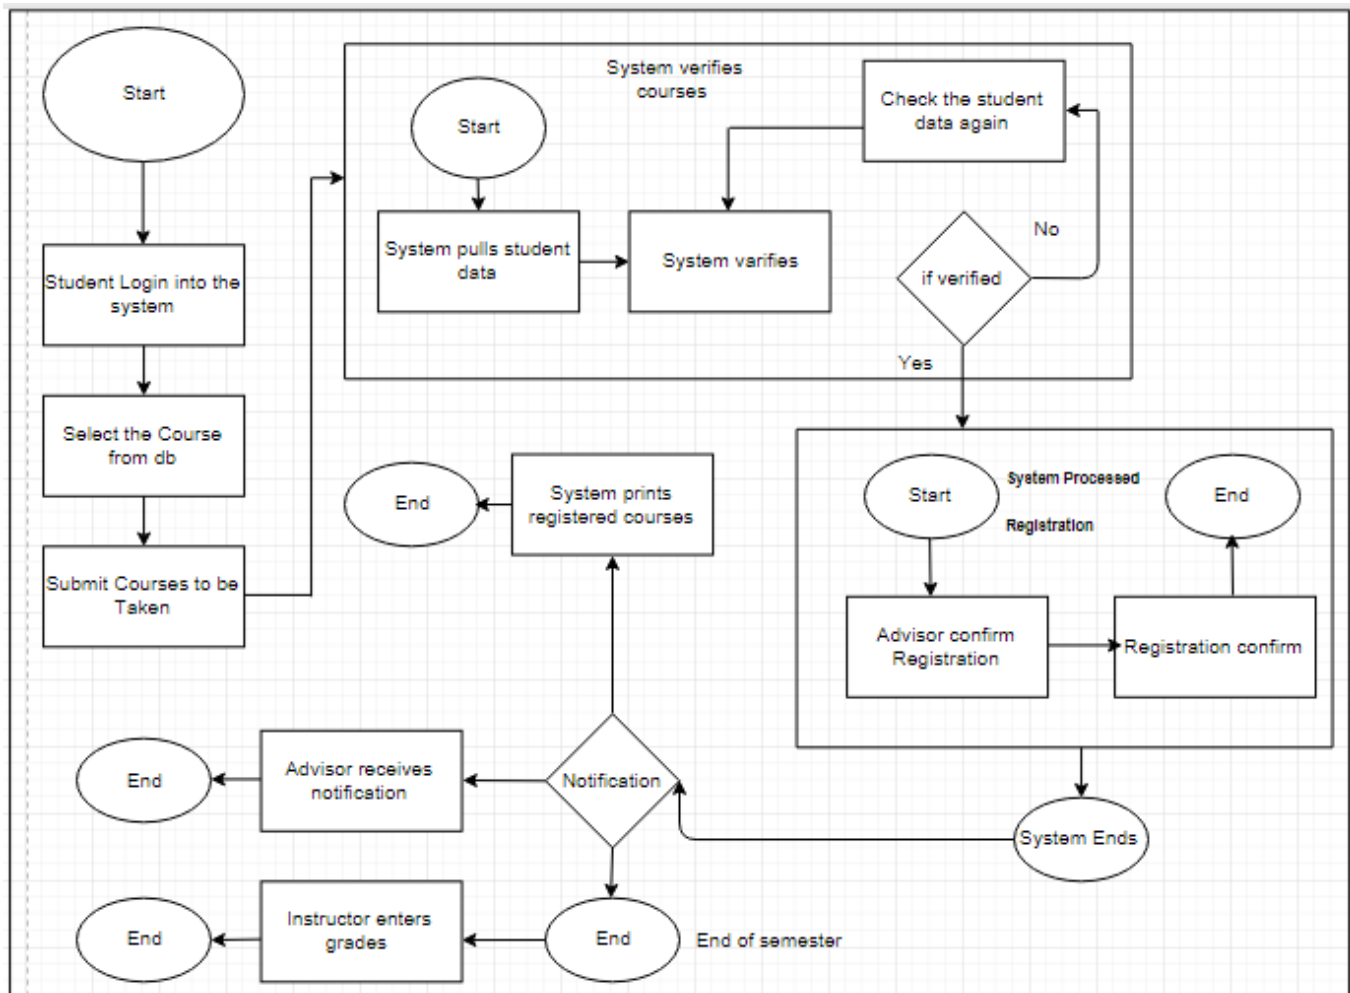 Start
Student Login into the
system
Select the Course
from db
Submit Courses to be
Taken
System verifies
courses
Start
System pulls student
data
System varifies
Check the student
data again
if verified
No
Yes
Start
System Processed
Registration
End
Advisor confirm
Registration
Registration confirm
System Ends
Notification
System prints
registered courses
End
Advisor receives
notification
End
End
End of semester
Instructor enters
grades
End